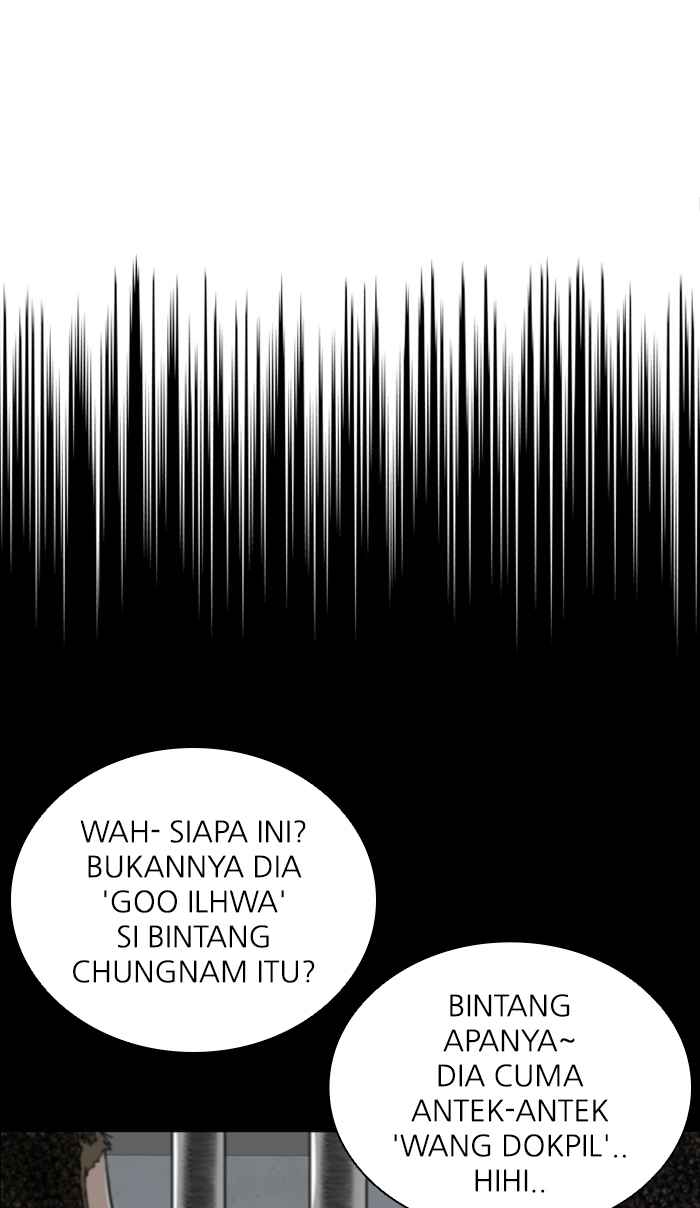 WAH- SIAPA INI?
BUKANNYA DIA
'GOO ILHWA'
SI BINTANG
CHUNGNAM ITU?
BINTANG
APANYA~
DIA CUMA
ANTEK-ANTEK
'WANG DOKPIL'..
HIHI..